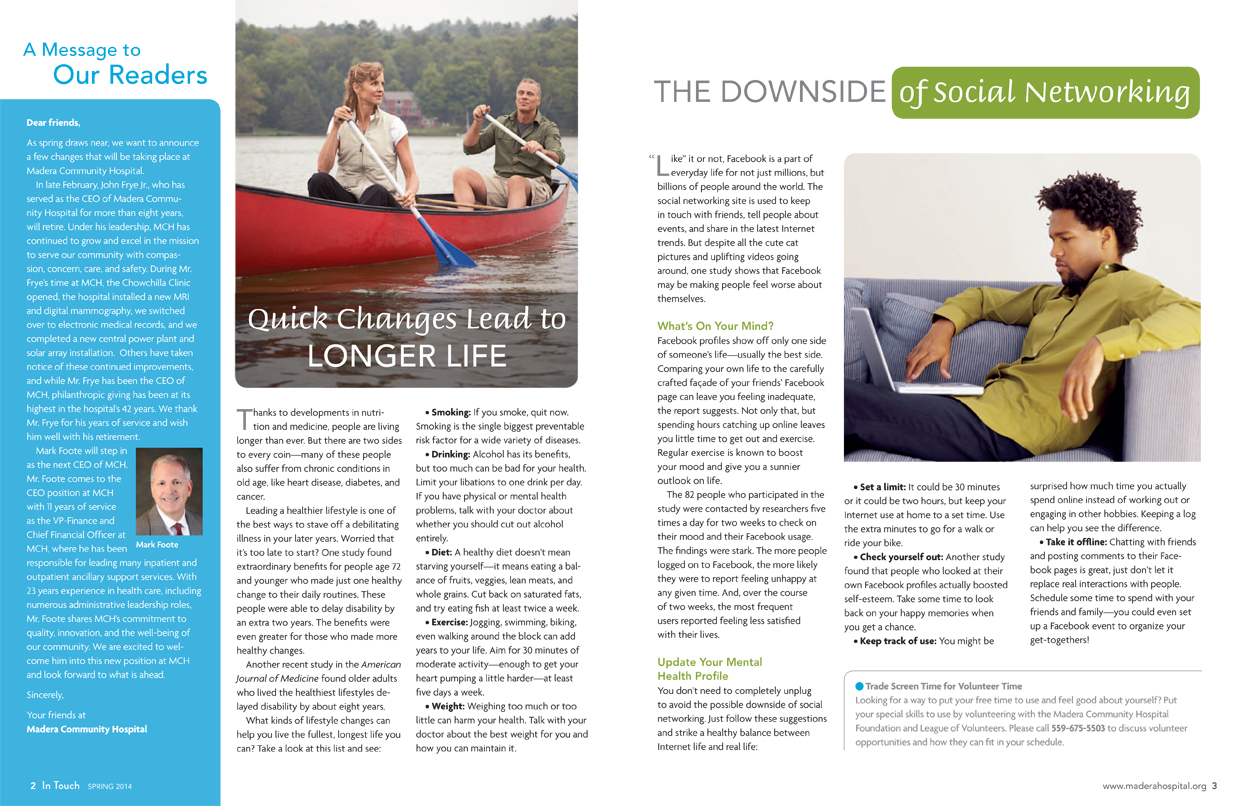 A Message to
Our Readers
Dear friends,
As spring draws near, we want to announce
a few changes that will be taking place at
Madera Community Hospital.
In late February, John Frye Jr., who has
served as the CEO of Madera Commu-
nity Hospital for more than eight years,
will retire. Under his leadership, MCH has
continued to grow and excel in the mission
to serve our community with compas-
sion, concern, care, and safety. During Mr.
Frye's time at MCH, the Chowchilla Clinic
opened, the hospital installed a new MRI
and digital mammography, we switched
over to electronic medical records, and we
completed a new central power plant and
solar array installation. Others have taken
notice of these continued improvements,
and while Mr. Frye has been the CEO of
MCH, philanthropic giving has been at its
highest in the hospital's 42 years. We thank
Mr. Frye for his years of service and wish
him well with his retirement.
Mark Foote will step in
as the next CEO of MCH.
Mr. Foote comes to the
CEO position at MCH
with 11 years of service
as the VP-Finance and
Chief Financial Officer at
MCH, where he has been
Mark Foote
responsible for leading many inpatient and
outpatient ancillary support services. With
23 years experience in health care, including
numerous administrative leadership roles,
Mr. Foote shares MCH's commitment to
quality, innovation, and the well-being of
our community. We are excited to wel-
come him into this new position at MCH
and look forward to what is ahead.
Sincerely,
Your friends at
Madera Community Hospital
2 In Touch SPRING 2014
Quick Changes Lead to
LONGER LIFE
Thanks to developments in nutri-
tion and medicine, people are living
longer than ever. But there are two sides
to every coin—many of these people
also suffer from chronic conditions in
old age, like heart disease, diabetes, and
cancer.
Leading a healthier lifestyle is one of
the best ways to stave off a debilitating
illness in your later years. Worried that
it's too late to start? One study found
extraordinary benefits for people age 72
and younger who made just one healthy
change to their daily routines. These
people were able to delay disability by
an extra two years. The benefits were
even greater for those who made more
healthy changes.
Another recent study in the American
Journal of Medicine found older adults
who lived the healthiest lifestyles de-
layed disability by about eight years.
What kinds of lifestyle changes can
help you live the fullest, longest life you
can? Take a look at this list and see:
• Smoking: If you smoke, quit now.
Smoking is the single biggest preventable
risk factor for a wide variety of diseases.
• Drinking: Alcohol has its benefits,
but too much can be bad for your health.
Limit your libations to one drink per day.
If you have physical or mental health
problems, talk with your doctor about
whether you should cut out alcohol
entirely.
• Diet: A healthy diet doesn't mean
starving yourself—it means eating a bal-
ance of fruits, veggies, lean meats, and
whole grains. Cut back on saturated fats,
and try eating fish at least twice a week.
• Exercise: Jogging, swimming, biking,
even walking around the block can add
years to your life. Aim for 30 minutes of
moderate activity—enough to get your
heart pumping a little harder—at least
five days a week.
• Weight: Weighing too much or too
little can harm your health. Talk with your
doctor about the best weight for you and
how you can maintain it.
THE DOWNSIDE of Social Networking
“Like” it or not, Facebook is a part of
everyday life for not just millions, but
billions of people around the world. The
social networking site is used to keep
in touch with friends, tell people about
events, and share in the latest Internet
trends. But despite all the cute cat
pictures and uplifting videos going
around, one study shows that Facebook
may be making people feel worse about
themselves.
What's On Your Mind?
Facebook profiles show off only one side
of someone's life—usually the best side.
Comparing your own life to the carefully
crafted façade of your friends' Facebook
page can leave you feeling inadequate,
the report suggests. Not only that, but
spending hours catching up online leaves
you little time to get out and exercise.
Regular exercise is known to boost
your mood and give you a sunnier
outlook on life.
The 82 people who participated in the
study were contacted by researchers five
times a day for two weeks to check on
their mood and their Facebook usage.
The findings were stark. The more people
logged on to Facebook, the more likely
they were to report feeling unhappy at
any given time. And, over the course
of two weeks, the most frequent
users reported feeling less satisfied
with their lives.
Update Your Mental
Health Profile
You don't need to completely unplug
to avoid the possible downside of social
networking. Just follow these suggestions
and strike a healthy balance between
Internet life and real life:
• Set a limit: It could be 30 minutes
or it could be two hours, but keep your
Internet use at home to a set time. Use
the extra minutes to go for a walk or
ride your bike.
• Check yourself out: Another study
found that people who looked at their
own Facebook profiles actually boosted
self-esteem. Take some time to look
back on your happy memories when
you get a chance.
• Keep track of use: You might be
surprised how much time you actually
spend online instead of working out or
engaging in other hobbies. Keeping a log
can help you see the difference.
• Take it offline: Chatting with friends
and posting comments to their Face-
book pages is great, just don't let it
replace real interactions with people.
Schedule some time to spend with your
friends and family—you could even set
up a Facebook event to organize your
get-togethers!
Trade Screen Time for Volunteer Time
Looking for a way to put your free time to use and feel good about yourself? Put
your special skills to use by volunteering with the Madera Community Hospital
Foundation and League of Volunteers. Please call 559-675-5503 to discuss volunteer
opportunities and how they can fit in your schedule.
www.maderahospital.org 3